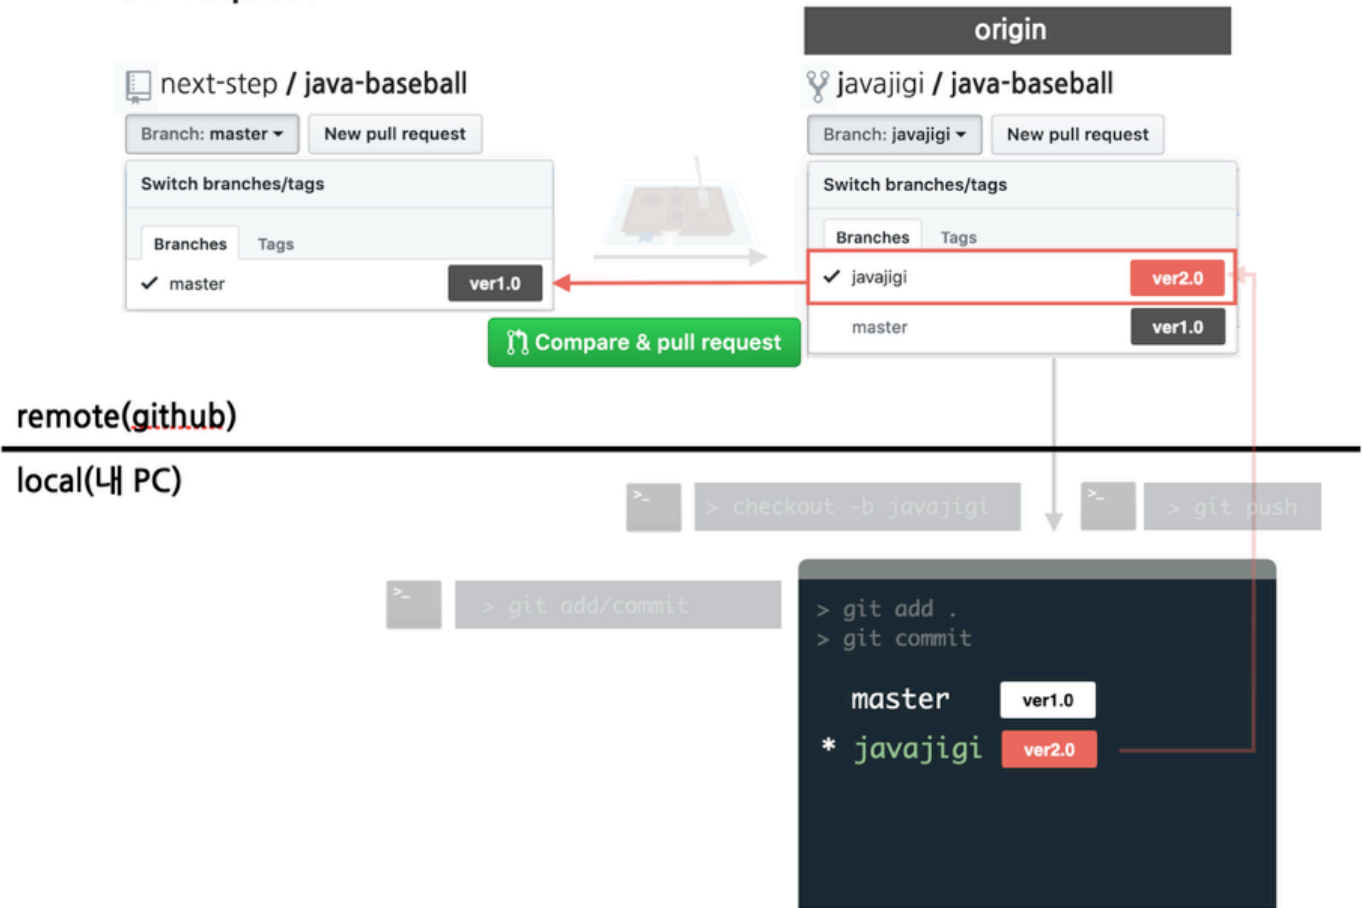 origin
next-step / java-baseball
javajigi / java-baseball
Branch: master
New pull request
Branch: javajigi
New pull request
Switch branches/tags
Switch branches/tags
Branches
Tags
Branches
Tags
✓ master
ver1.0
✓ javajigi
ver2.0
master
ver1.0
Compare & pull request
remote(github)
local(내 PC)
>_
> checkout -b javajigi
>_
> git push
>_
> git add/commit
> git add .
> git commit
master
ver1.0
* javajigi
ver2.0